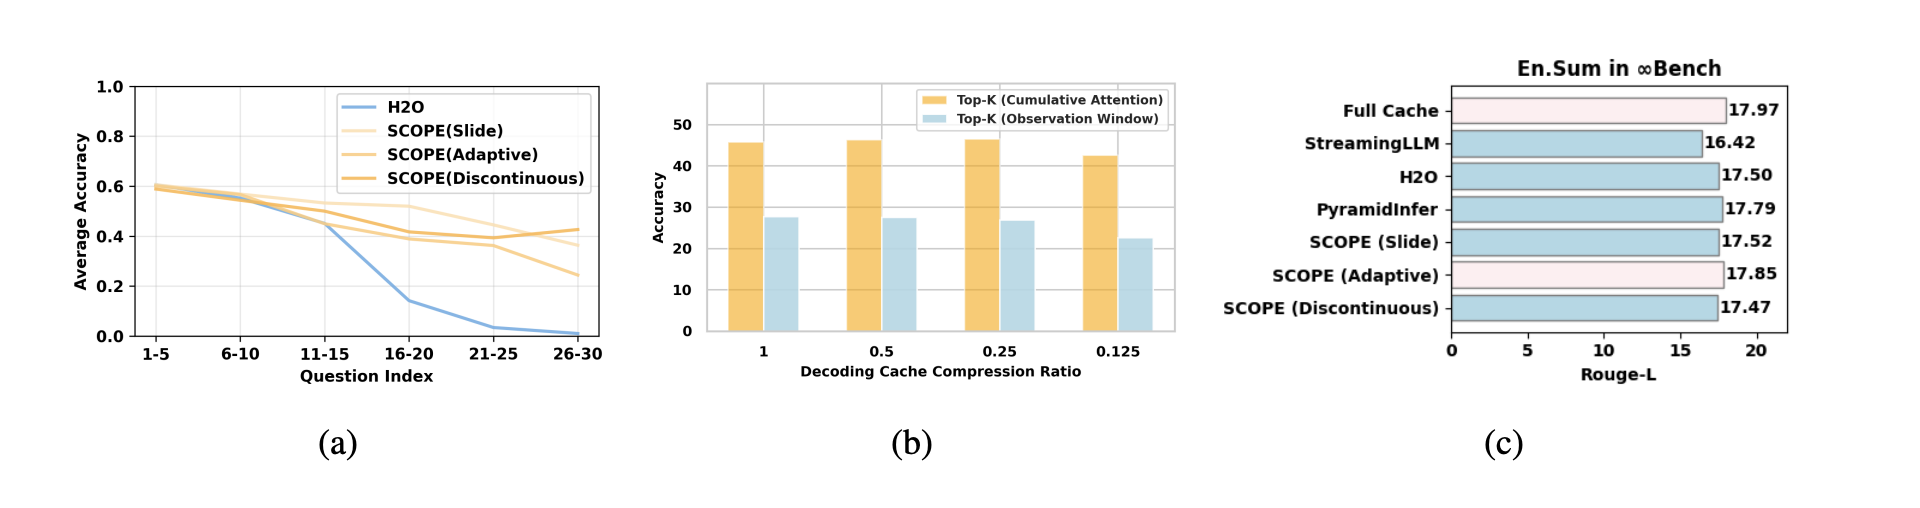 1.0
0.8
0.6
0.4
0.2
0.0
Average Accuracy
H2O
SCOPE(Slide)
SCOPE(Adaptive)
SCOPE(Discontinuous)
1-5 6-10 11-15 16-20 21-25 26-30
Question Index
(a)
50
40
30
20
10
0
Accuracy
Top-K (Cumulative Attention)
Top-K (Observation Window)
1 0.5 0.25 0.125
Decoding Cache Compression Ratio
(b)
En.Sum in ∞Bench
Full Cache 17.97
StreamingLLM 16.42
H2O 17.50
PyramidInfer 17.79
SCOPE (Slide) 17.52
SCOPE (Adaptive) 17.85
SCOPE (Discontinuous) 17.47
0 5 10 15 20
Rouge-L
(c)